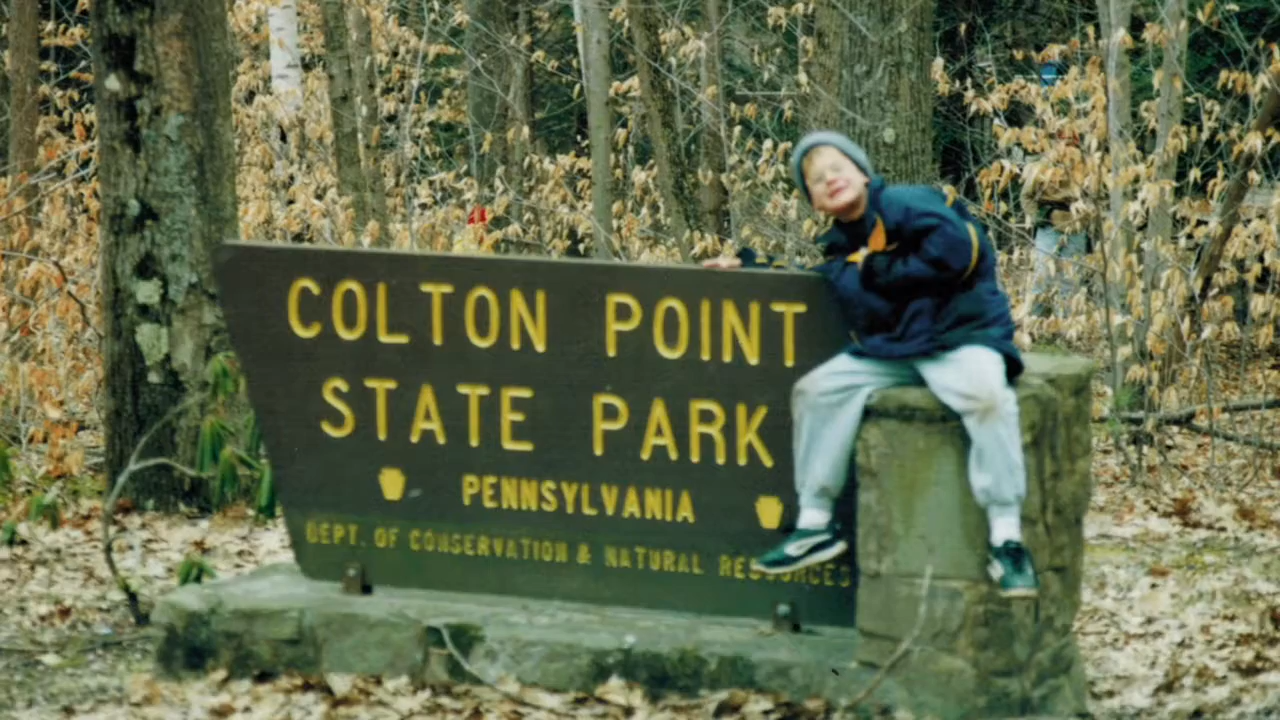 COLTON POINT
STATE PARK
PENNSYLVANIA
DEPT. OF CONSERVATION & NATURAL RESOURCES